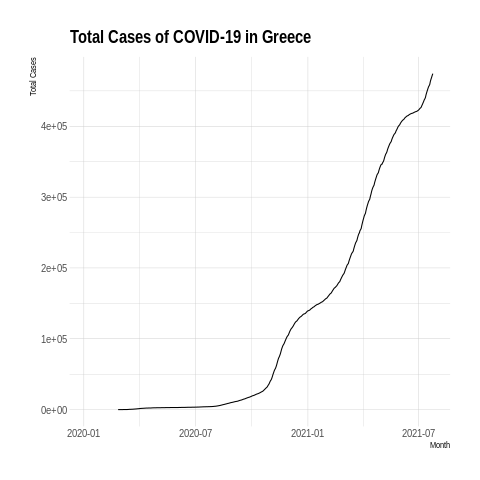 Total Cases of COVID-19 in Greece
Total Cases
4e+05
3e+05
2e+05
1e+05
0e+00
2020-01 2020-07 2021-01 2021-07
Month